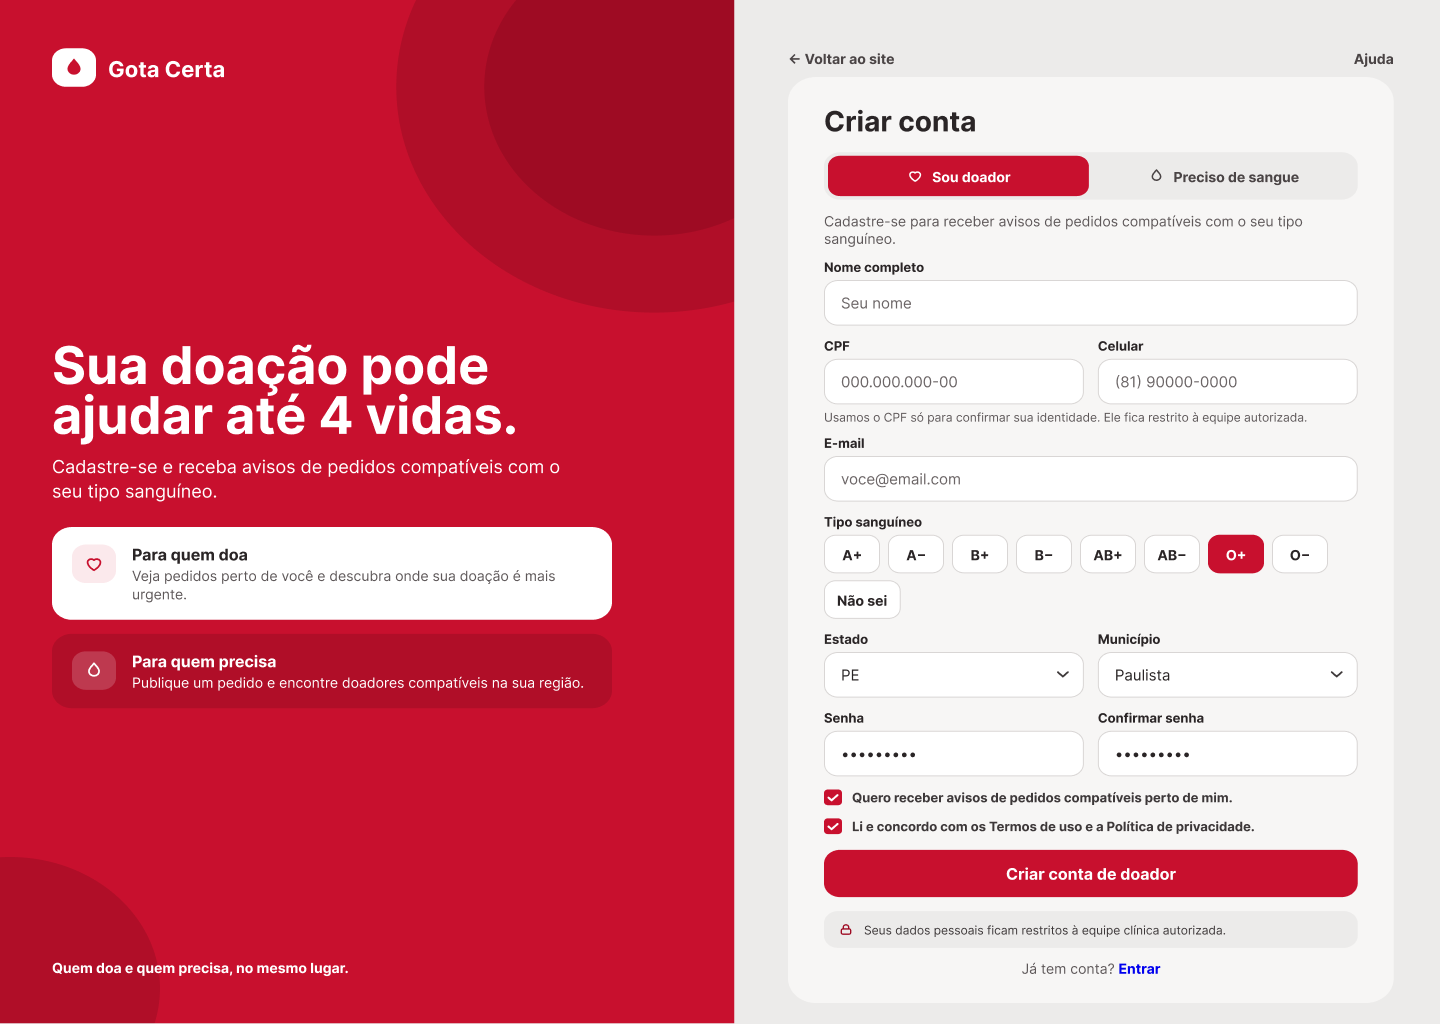 Gota Certa
Sua doação pode
ajudar até 4 vidas.
Cadastre-se e receba avisos de pedidos compatíveis com o
seu tipo sanguíneo.
Para quem doa
Veja pedidos perto de você e descubra onde sua doação é mais
urgente.
Para quem precisa
Publique um pedido e encontre doadores compatíveis na sua região.
Quem doa e quem precisa, no mesmo lugar.
← Voltar ao site
Ajuda
Criar conta
Sou doador
Preciso de sangue
Cadastre-se para receber avisos de pedidos compatíveis com o seu tipo
sanguíneo.
Nome completo
Seu nome
CPF
Celular
000.000.000-00
(81) 90000-0000
Usamos o CPF só para confirmar sua identidade. Ele fica restrito à equipe autorizada.
E-mail
voce@email.com
Tipo sanguíneo
A+ A− B+ B− AB+ AB− O+ O−
Não sei
Estado
Município
PE
Paulista
Senha
Confirmar senha
•••••••••
•••••••••
Quero receber avisos de pedidos compatíveis perto de mim.
Li e concordo com os Termos de uso e a Política de privacidade.
Criar conta de doador
Seus dados pessoais ficam restritos à equipe clínica autorizada.
Já tem conta? Entrar